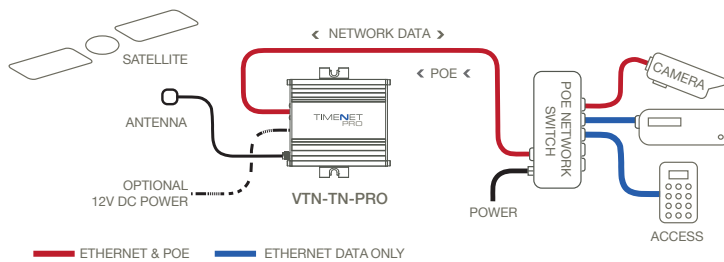 SATELLITE
< NETWORK DATA >
< POE <
CAMERA
ANTENNA
TIMENET
PRO
POE NETWORK
SWITCH
OPTIONAL
12V DC POWER
VTN-TN-PRO
POWER
ACCESS
ETHERNET & POE
ETHERNET DATA ONLY